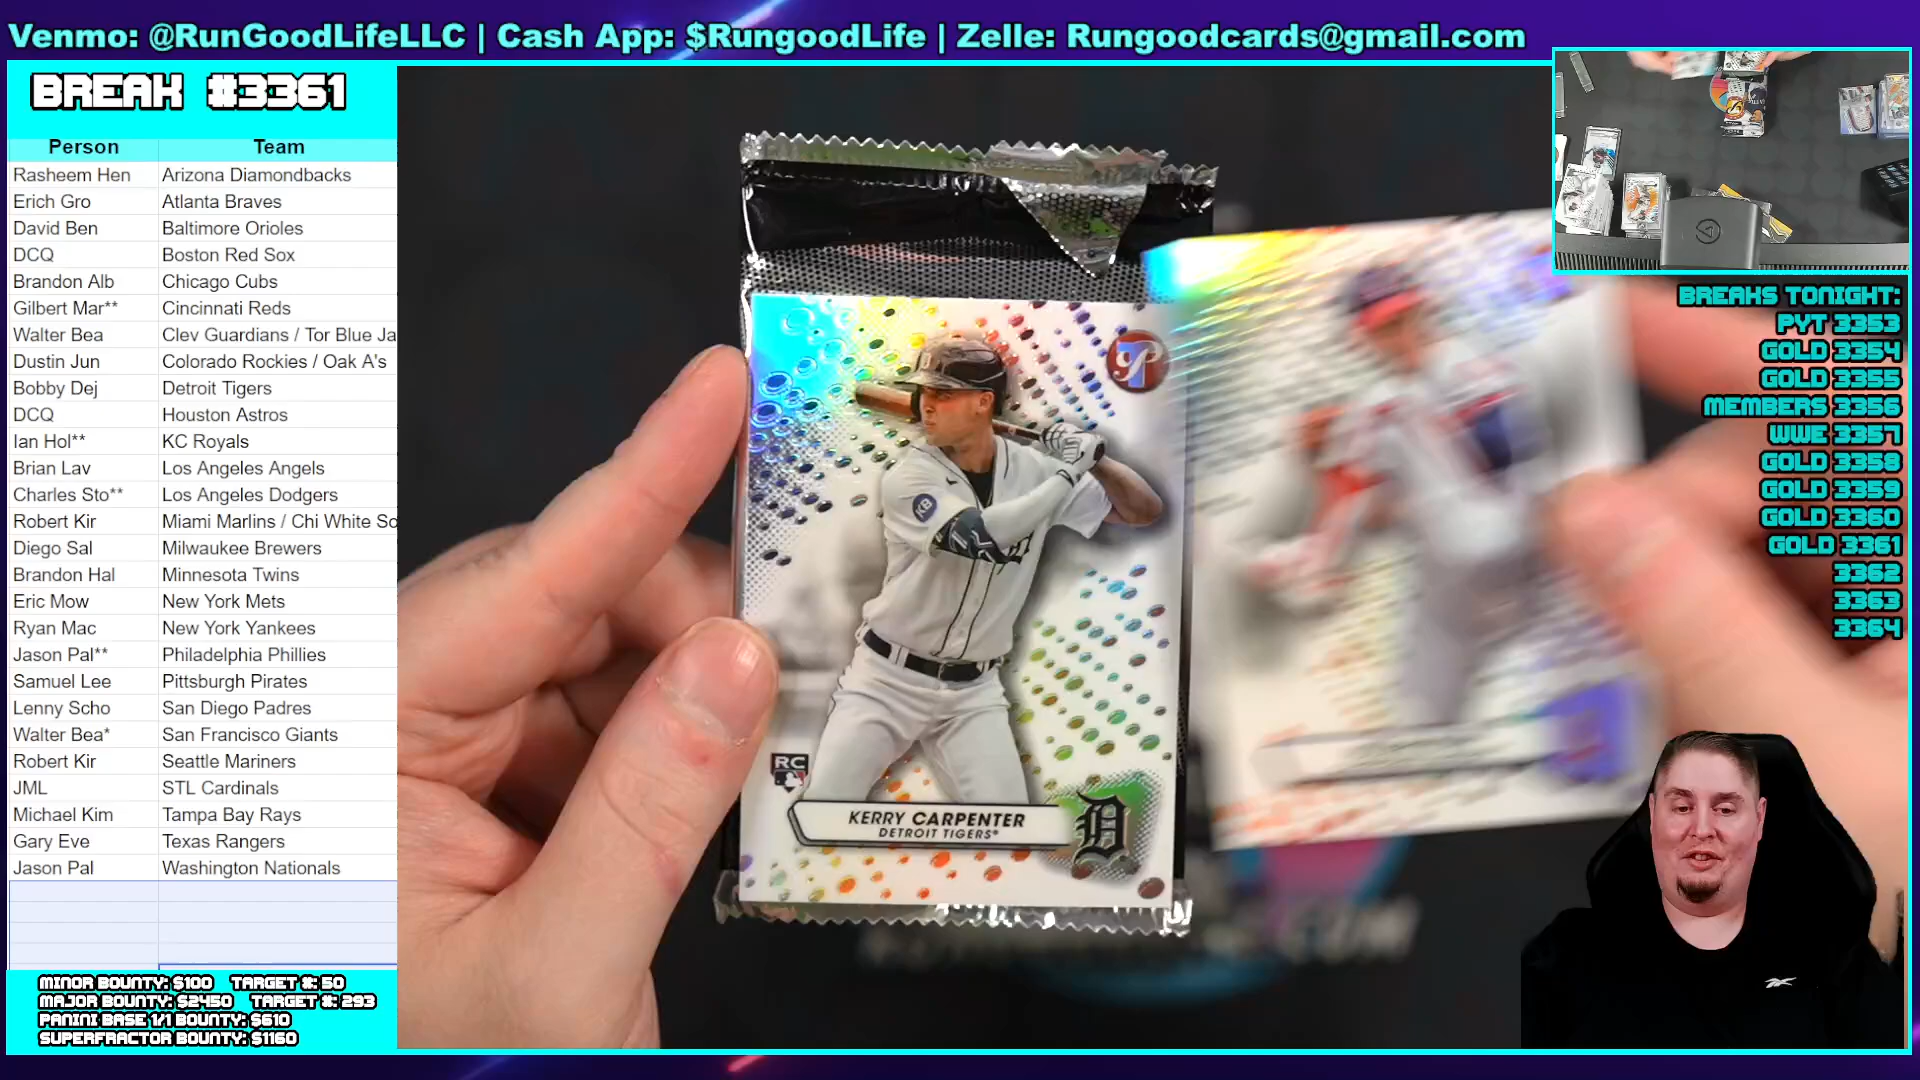 Venmo: @RunGoodLifeLLC | Cash App: $RungoodLife | Zelle: Rungoodcards@gmail.com
BREAK #3361
Person Team
Rasheem Hen Arizona Diamondbacks
Erich Gro Atlanta Braves
David Ben Baltimore Orioles
DCQ Boston Red Sox
Brandon Alb Chicago Cubs
Gilbert Mar** Cincinnati Reds
Walter Bea Clev Guardians / Tor Blue Ja
Dustin Jun Colorado Rockies / Oak A's
Bobby Dej Detroit Tigers
DCQ Houston Astros
Ian Hol** KC Royals
Brian Lav Los Angeles Angels
Charles Sto** Los Angeles Dodgers
Robert Kir Miami Marlins / Chi White So
Diego Sal Milwaukee Brewers
Brandon Hal Minnesota Twins
Eric Mow New York Mets
Ryan Mac New York Yankees
Jason Pal** Philadelphia Phillies
Samuel Lee Pittsburgh Pirates
Lenny Scho San Diego Padres
Walter Bea* San Francisco Giants
Robert Kir Seattle Mariners
JML STL Cardinals
Michael Kim Tampa Bay Rays
Gary Eve Texas Rangers
Jason Pal Washington Nationals
MINOR BOUNTY: $100 TARGET #: 50
MAJOR BOUNTY: $2450 TARGET #: 293
PANINI BASE 1/1 BOUNTY: $610
SUPERFRACTOR BOUNTY: $1160
KB
RC
KERRY CARPENTER
DETROIT TIGERS®
D
BREAKS TONIGHT:
PYT 3353
GOLD 3354
GOLD 3355
MEMBERS 3356
WWE 3357
GOLD 3358
GOLD 3359
GOLD 3360
GOLD 3361
3362
3363
3364